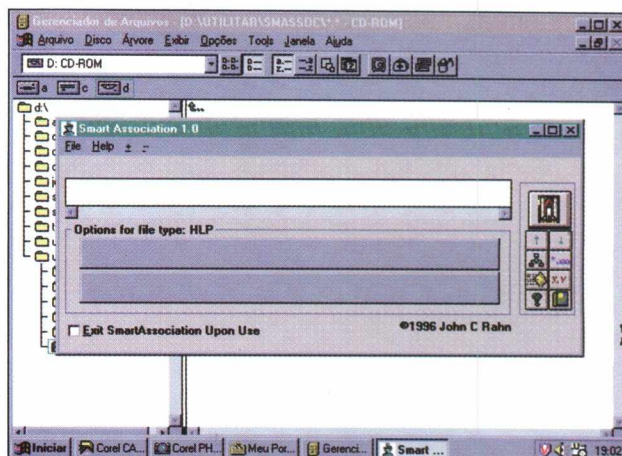 Gerenciador de Arquivos - [D:\UTILITAR\SMASSOC\*.* - CD-ROM]
Arquivo Disco Árvore Exibir Opções Tools Janela Ajuda
D: CD-ROM
a c d
d:\
Smart Association 1.0
File Help + -
Options for file type: HLP
Exit SmartAssociation Upon Use
©1996 John C Rahn
Iniciar Corel CA... Corel PH... Meu Por... Gerenci... Smart ... 19:02